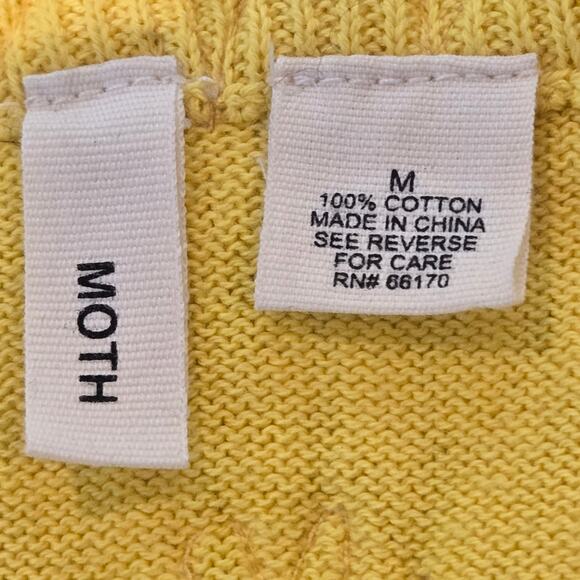 MOTH
M
100% COTTON
MADE IN CHINA
SEE REVERSE
FOR CARE
RN# 66170